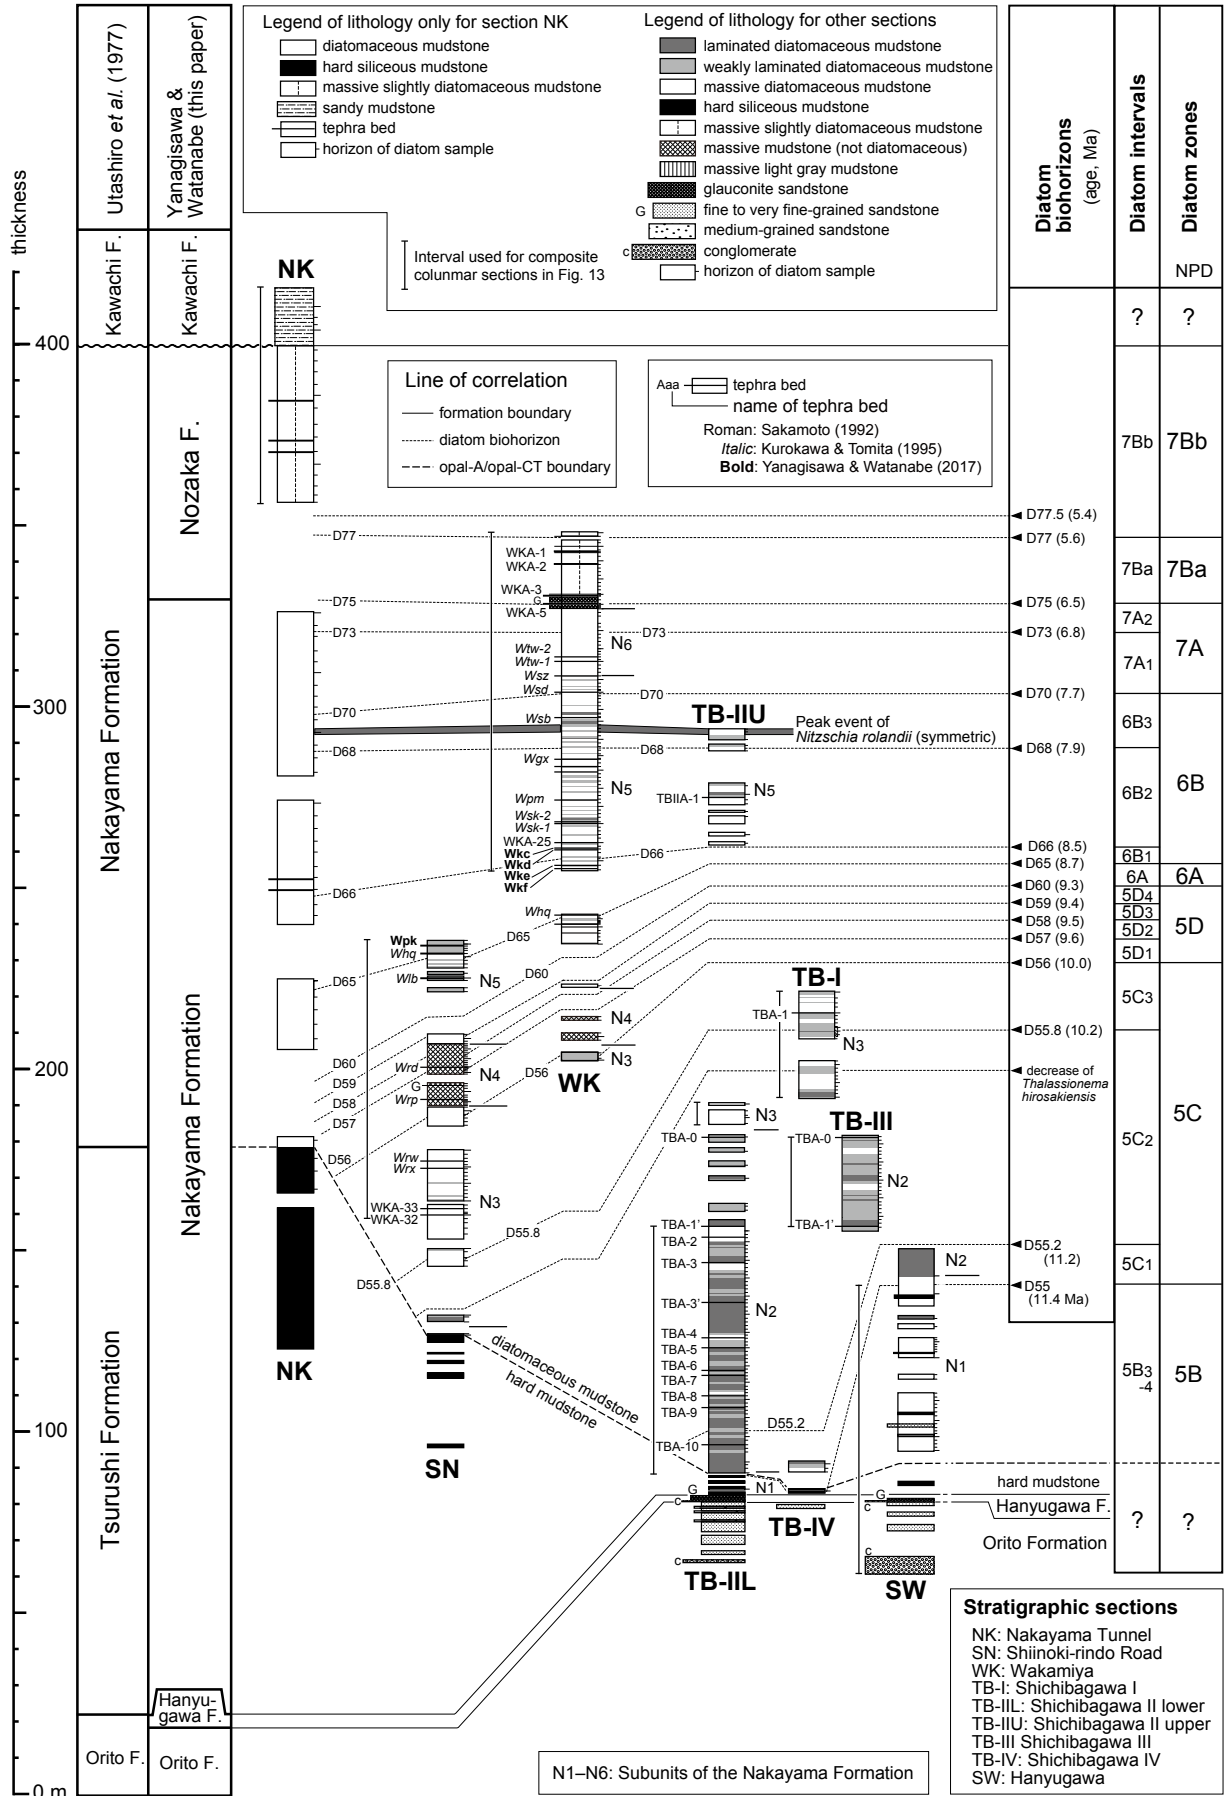 thickness
Utashiro et al. (1977)
Yanagisawa &
Watanabe (this paper)
Legend of lithology only for section NK
diatomaceous mudstone
hard siliceous mudstone
massive slightly diatomaceous mudstone
sandy mudstone
tephra bed
horizon of diatom sample
Legend of lithology for other sections
laminated diatomaceous mudstone
weakly laminated diatomaceous mudstone
massive diatomaceous mudstone
hard siliceous mudstone
massive slightly diatomaceous mudstone
massive mudstone (not diatomaceous)
massive light gray mudstone
glauconite sandstone
G
fine to very fine-grained sandstone
medium-grained sandstone
c
conglomerate
horizon of diatom sample
Interval used for composite
colunmar sections in Fig. 13
Diatom
biohorizons
(age, Ma)
Diatom intervals
Diatom zones
NPD
Kawachi F.
Kawachi F.
NK
?
?
400
Line of correlation
formation boundary
diatom biohorizon
opal-A/opal-CT boundary
Aaa
tephra bed
name of tephra bed
Roman: Sakamoto (1992)
Italic: Kurokawa & Tomita (1995)
Bold: Yanagisawa & Watanabe (2017)
Nozaka F.
7Bb
7Bb
D77.5 (5.4)
D77
D77 (5.6)
WKA-1
WKA-2
7Ba
7Ba
WKA-3
G
WKA-5
D75
D75 (6.5)
7A2
D73
N6
D73
D73 (6.8)
7A
Wtw-2
Wtw-1
7A1
Wsz
Wsd
D70
D70 (7.7)
300
D70
Wsb
TB-IIU
Peak event of
Nitzschia rolandii (symmetric)
6B3
D68
D68
D68 (7.9)
Wgx
Nakayama Formation
N5
N5
6B2
6B
TBIIA-1
Wpm
Wsk-2
Wsk-1
WKA-25
Wkc
Wkd
Wke
Wkf
D66
D66
D66 (8.5)
6B1
D65 (8.7)
6A
6A
D60 (9.3)
5D4
D59 (9.4)
5D3
D58 (9.5)
5D2
5D
D57 (9.6)
5D1
D56 (10.0)
Whq
Wpk
Whq
Wlb
D65
D65
N5
D60
TB-I
TBA-1
5C3
N3
D55.8 (10.2)
Nakayama Formation
N4
N3
WK
200
D60
D59
D58
D57
D56
Wrd
N4
G
Wrp
D56
decrease of
Thalassionema
hirosakiensis
5C
5C2
N3
TB-III
TBA-0
TBA-0
N2
Wrw
Wrx
N3
WKA-33
WKA-32
TBA-1'
TBA-1'
D55.8
D55.8
TBA-2
TBA-3
TBA-3'
N2
TBA-4
TBA-5
TBA-6
TBA-7
TBA-8
TBA-9
TBA-10
D55.2
(11.2)
5C1
N2
D55
(11.4 Ma)
NK
diatomaceous mudstone
hard mudstone
N1
5B3
-4
5B
Tsurushi Formation
100
D55.2
SN
N1
hard mudstone
G
c
G
c
Hanyugawa F.
TB-IV
?
?
Orito Formation
c
c
TB-IIL
SW
Stratigraphic sections
NK: Nakayama Tunnel
SN: Shiinoki-rindo Road
WK: Wakamiya
TB-I: Shichibagawa I
TB-IIL: Shichibagawa II lower
TB-IIU: Shichibagawa II upper
TB-III Shichibagawa III
TB-IV: Shichibagawa IV
SW: Hanyugawa
Hanyu-
gawa F.
Orito F.
Orito F.
N1–N6: Subunits of the Nakayama Formation
0 m